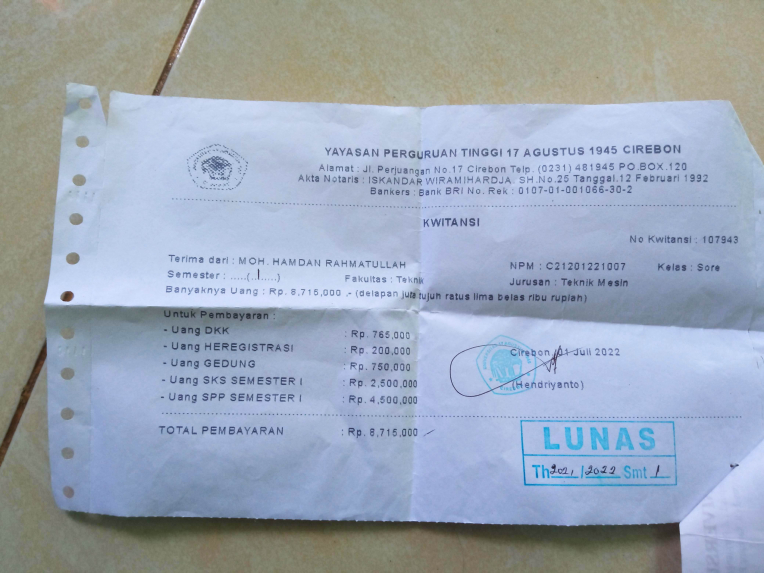 YAYASAN PERGURUAN TINGGI 17 AGUSTUS 1945 CIREBON
Alamat : Jl. Perjuangan No.17 Cirebon Telp. (0231) 481945 PO.BOX.120
Akta Notaris : ISKANDAR WIRAMIHARDJA. SH.No.25 Tanggal.12 Februari 1992
Bankers : Bank BRI No. Rek : 0107-01-001066-30-2
KWITANSI
No Kwitansi : 107943
Terima dari : MOH. HAMDAN RAHMATULLAH NPM : C21201221007 Kelas : Sore
Semester : .....(..I.....) Fakultas : Teknik Jurusan : Teknik Mesin
Banyaknya Uang : Rp. 8,715,000 ,- (delapan juta tujuh ratus lima belas ribu rupiah)
Untuk Pembayaran :
- Uang DKK : Rp. 765,000
- Uang HEREGISTRASI : Rp. 200,000
- Uang GEDUNG : Rp. 750,000
- Uang SKS SEMESTER I : Rp. 2,500,000
- Uang SPP SEMESTER I : Rp. 4,500,000
Cirebon, 01 Juli 2022
(Hendriyanto)
TOTAL PEMBAYARAN : Rp. 8,715,000
LUNAS
Th 2021 / 2022 Smt 1